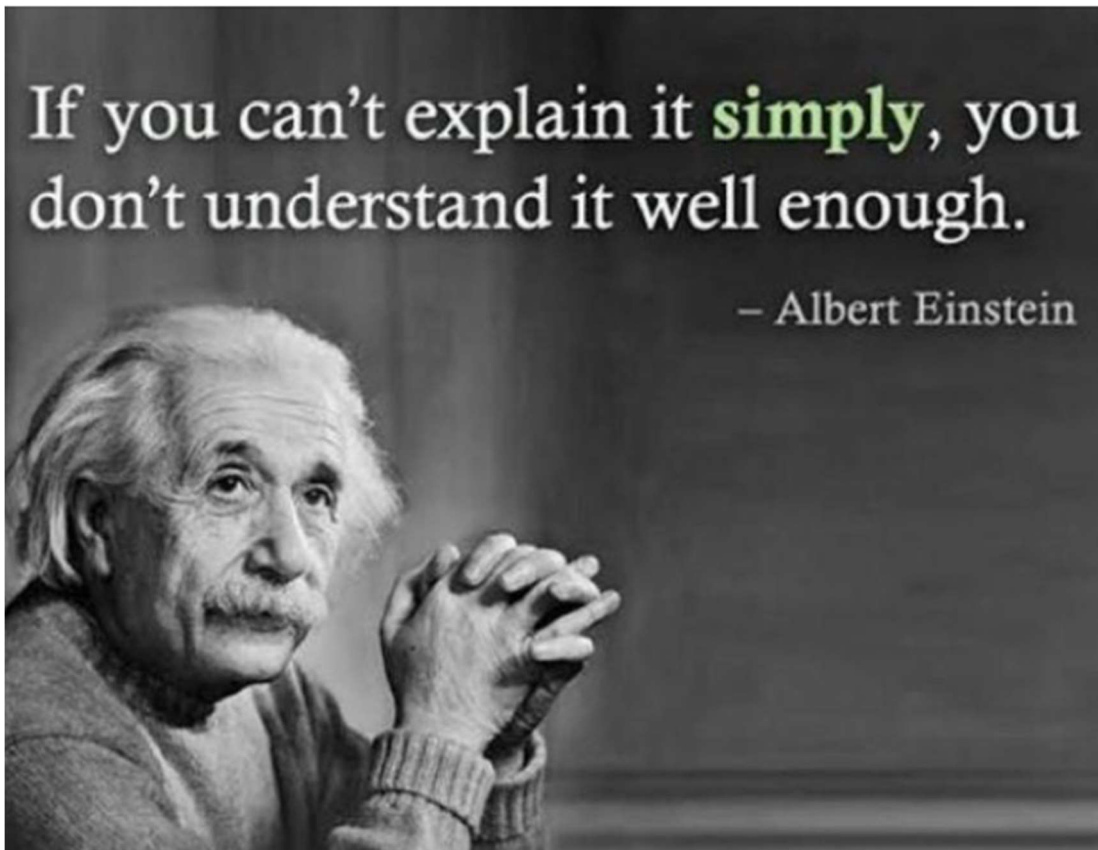 If you can’t explain it simply, you
don’t understand it well enough.
– Albert Einstein